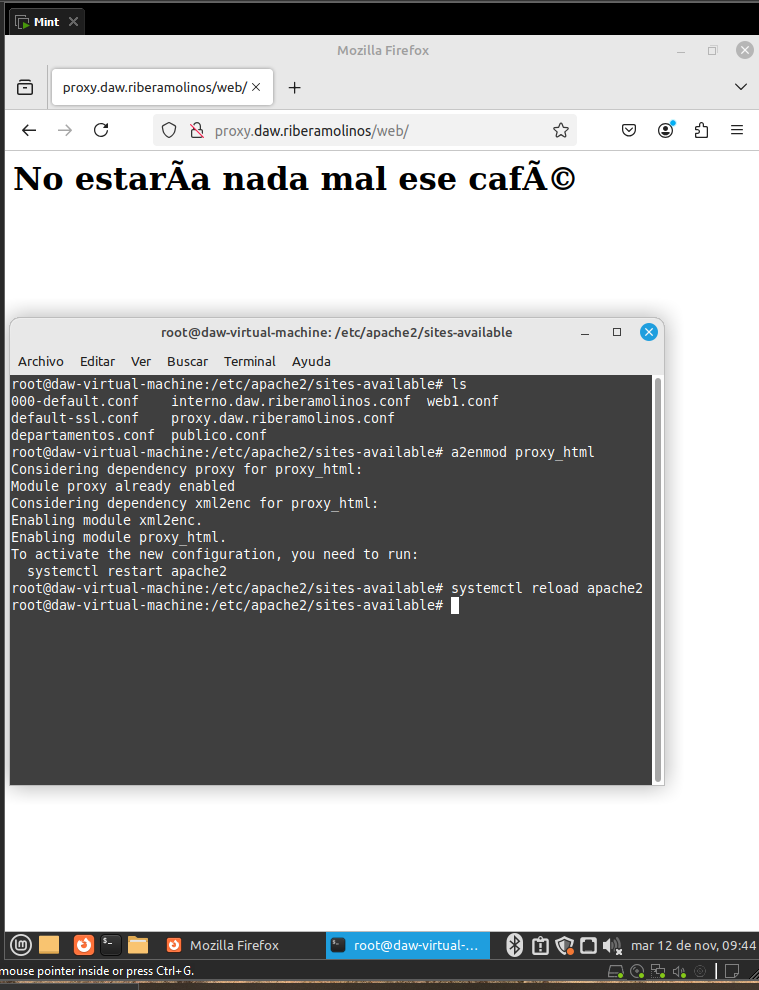 Mint
Mozilla Firefox
proxy.daw.riberamolinos/web/
proxy.daw.riberamolinos/web/
No estarÃa nada mal ese cafÃ©
root@daw-virtual-machine: /etc/apache2/sites-available
Archivo Editar Ver Buscar Terminal Ayuda
root@daw-virtual-machine:/etc/apache2/sites-available# ls
000-default.conf interno.daw.riberamolinos.conf web1.conf
default-ssl.conf proxy.daw.riberamolinos.conf
departamentos.conf publico.conf
root@daw-virtual-machine:/etc/apache2/sites-available# a2enmod proxy_html
Considering dependency proxy for proxy_html:
Module proxy already enabled
Considering dependency xml2enc for proxy_html:
Enabling module xml2enc.
Enabling module proxy_html.
To activate the new configuration, you need to run:
systemctl restart apache2
root@daw-virtual-machine:/etc/apache2/sites-available# systemctl reload apache2
root@daw-virtual-machine:/etc/apache2/sites-available#
Mozilla Firefox
root@daw-virtual-...
mar 12 de nov, 09:44
mouse pointer inside or press Ctrl+G.